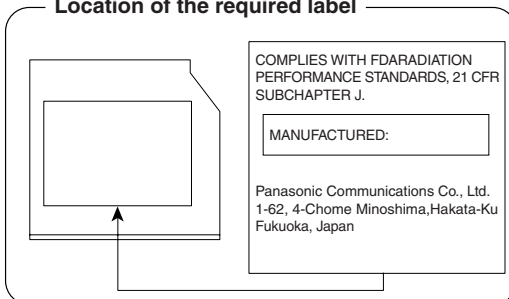 Location of the required label
COMPLIES WITH FDARADIATION
PERFORMANCE STANDARDS, 21 CFR
SUBCHAPTER J.
MANUFACTURED:
Panasonic Communications Co., Ltd.
1-62, 4-Chome Minoshima,Hakata-Ku
Fukuoka, Japan